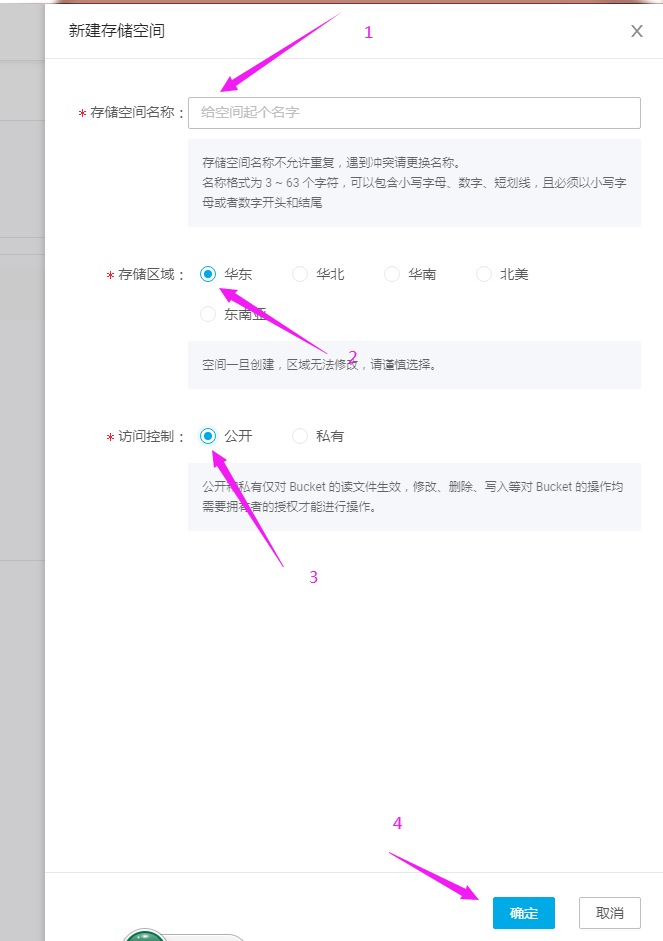 新建存储空间
1
* 存储空间名称：
给空间起个名字
存储空间名称不允许重复，遇到冲突请更换名称。
名称格式为 3 ~ 63 个字符，可以包含小写字母、数字、短划线，且必须以小写字
母或者数字开头和结尾
* 存储区域： 华东 华北 华南 北美
东南亚
2
空间一旦创建，区域无法修改，请谨慎选择。
* 访问控制： 公开 私有
公开和私有仅对 Bucket 的读文件生效，修改、删除、写入等对 Bucket 的操作均
需要拥有者的授权才能进行操作。
3
4
确定 取消